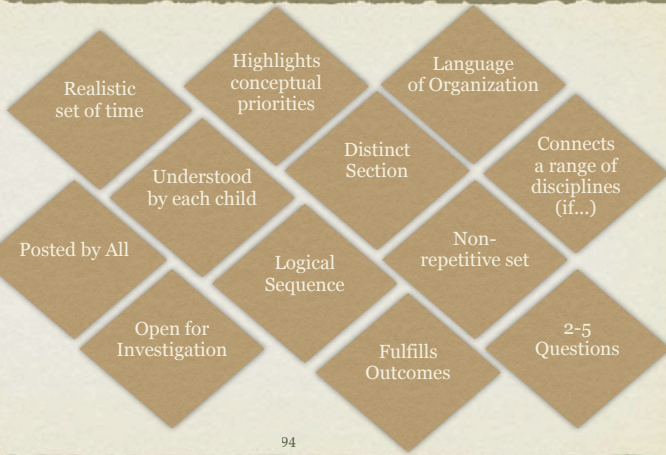 Realistic
set of time
Highlights
conceptual
priorities
Language
of Organization
Understood
by each child
Distinct
Section
Connects
a range of
disciplines
(if...)
Posted by All
Logical
Sequence
Non-
repetitive set
Open for
Investigation
Fulfills
Outcomes
2-5
Questions
94